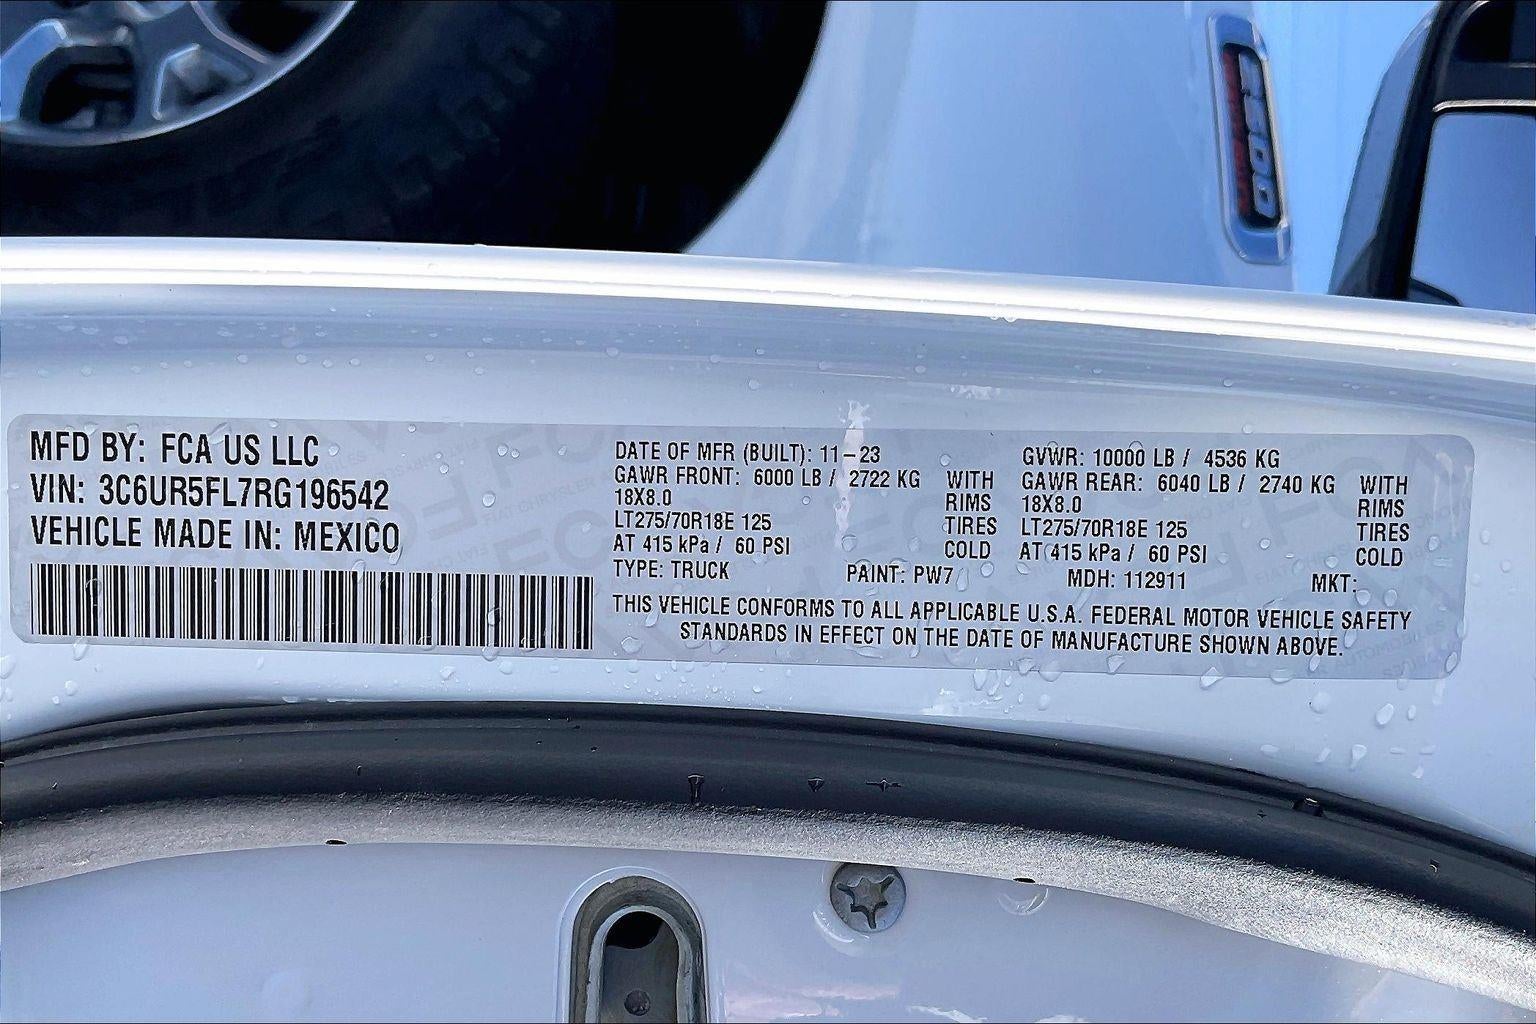 2500
MFD BY: FCA US LLC
VIN: 3C6UR5FL7RG196542
VEHICLE MADE IN: MEXICO
DATE OF MFR (BUILT): 11-23 GVWR: 10000 LB / 4536 KG
GAWR FRONT: 6000 LB / 2722 KG WITH GAWR REAR: 6040 LB / 2740 KG WITH
18X8.0 RIMS 18X8.0 RIMS
LT275/70R18E 125 TIRES LT275/70R18E 125 TIRES
AT 415 kPa / 60 PSI COLD AT 415 kPa / 60 PSI COLD
TYPE: TRUCK PAINT: PW7 MDH: 112911 MKT:
THIS VEHICLE CONFORMS TO ALL APPLICABLE U.S.A. FEDERAL MOTOR VEHICLE SAFETY
STANDARDS IN EFFECT ON THE DATE OF MANUFACTURE SHOWN ABOVE.